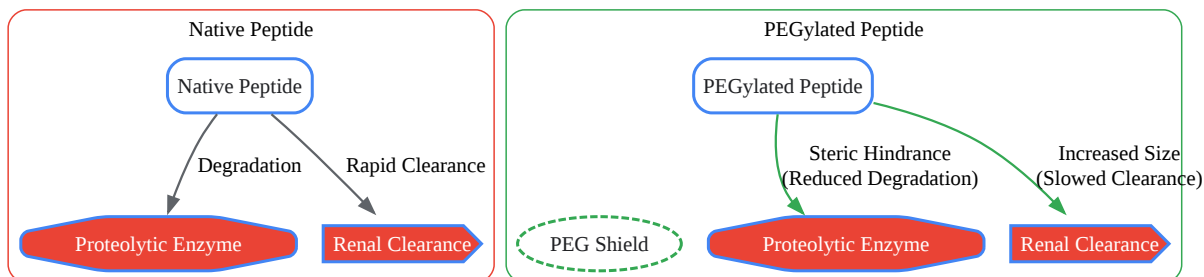 Native Peptide
Native Peptide
Degradation
Rapid Clearance
Proteolytic Enzyme
Renal Clearance
PEGylated Peptide
PEGylated Peptide
Steric Hindrance
(Reduced Degradation)
Increased Size
(Slowed Clearance)
PEG Shield
Proteolytic Enzyme
Renal Clearance